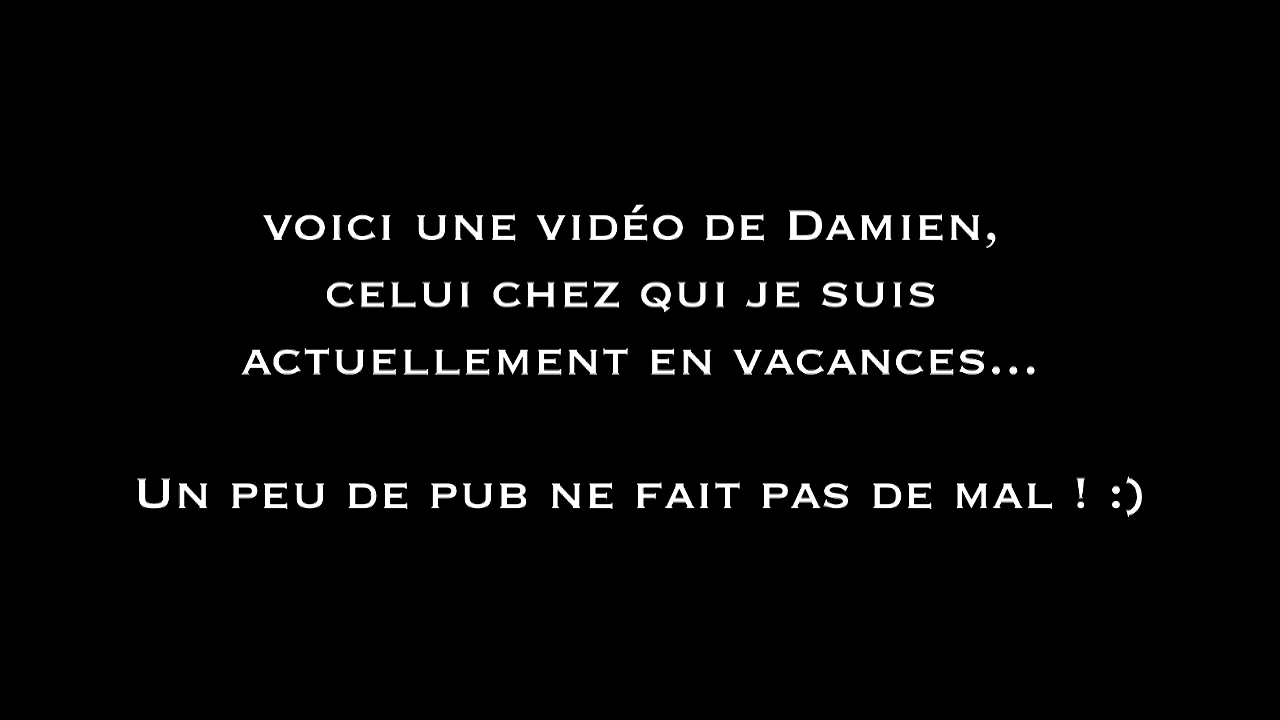 voici une vidéo de Damien,
celui chez qui je suis
actuellement en vacances...
Un peu de pub ne fait pas de mal ! :)